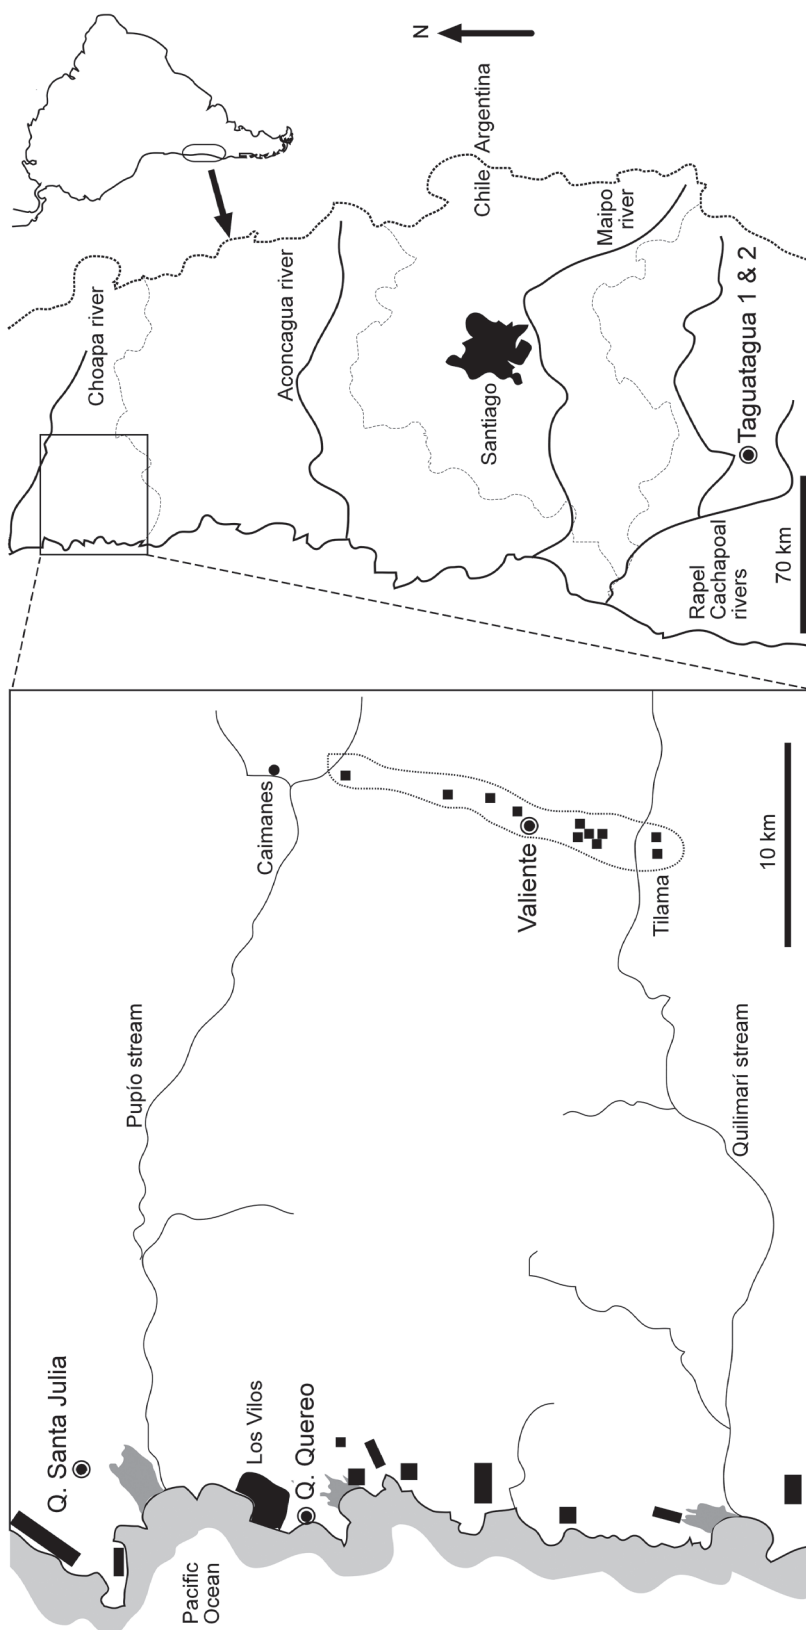 N
Chile
Argentina
Choapa river
Aconcagua river
Maipo
river
Santiago
Taguatagua 1 & 2
Rapel
Cachapoal
rivers
70 km
Caimanes
Valiente
Tilama
10 km
Pupío stream
Quilimarí stream
Q. Santa Julia
Los Vilos
Q. Quereo
Pacific
Ocean